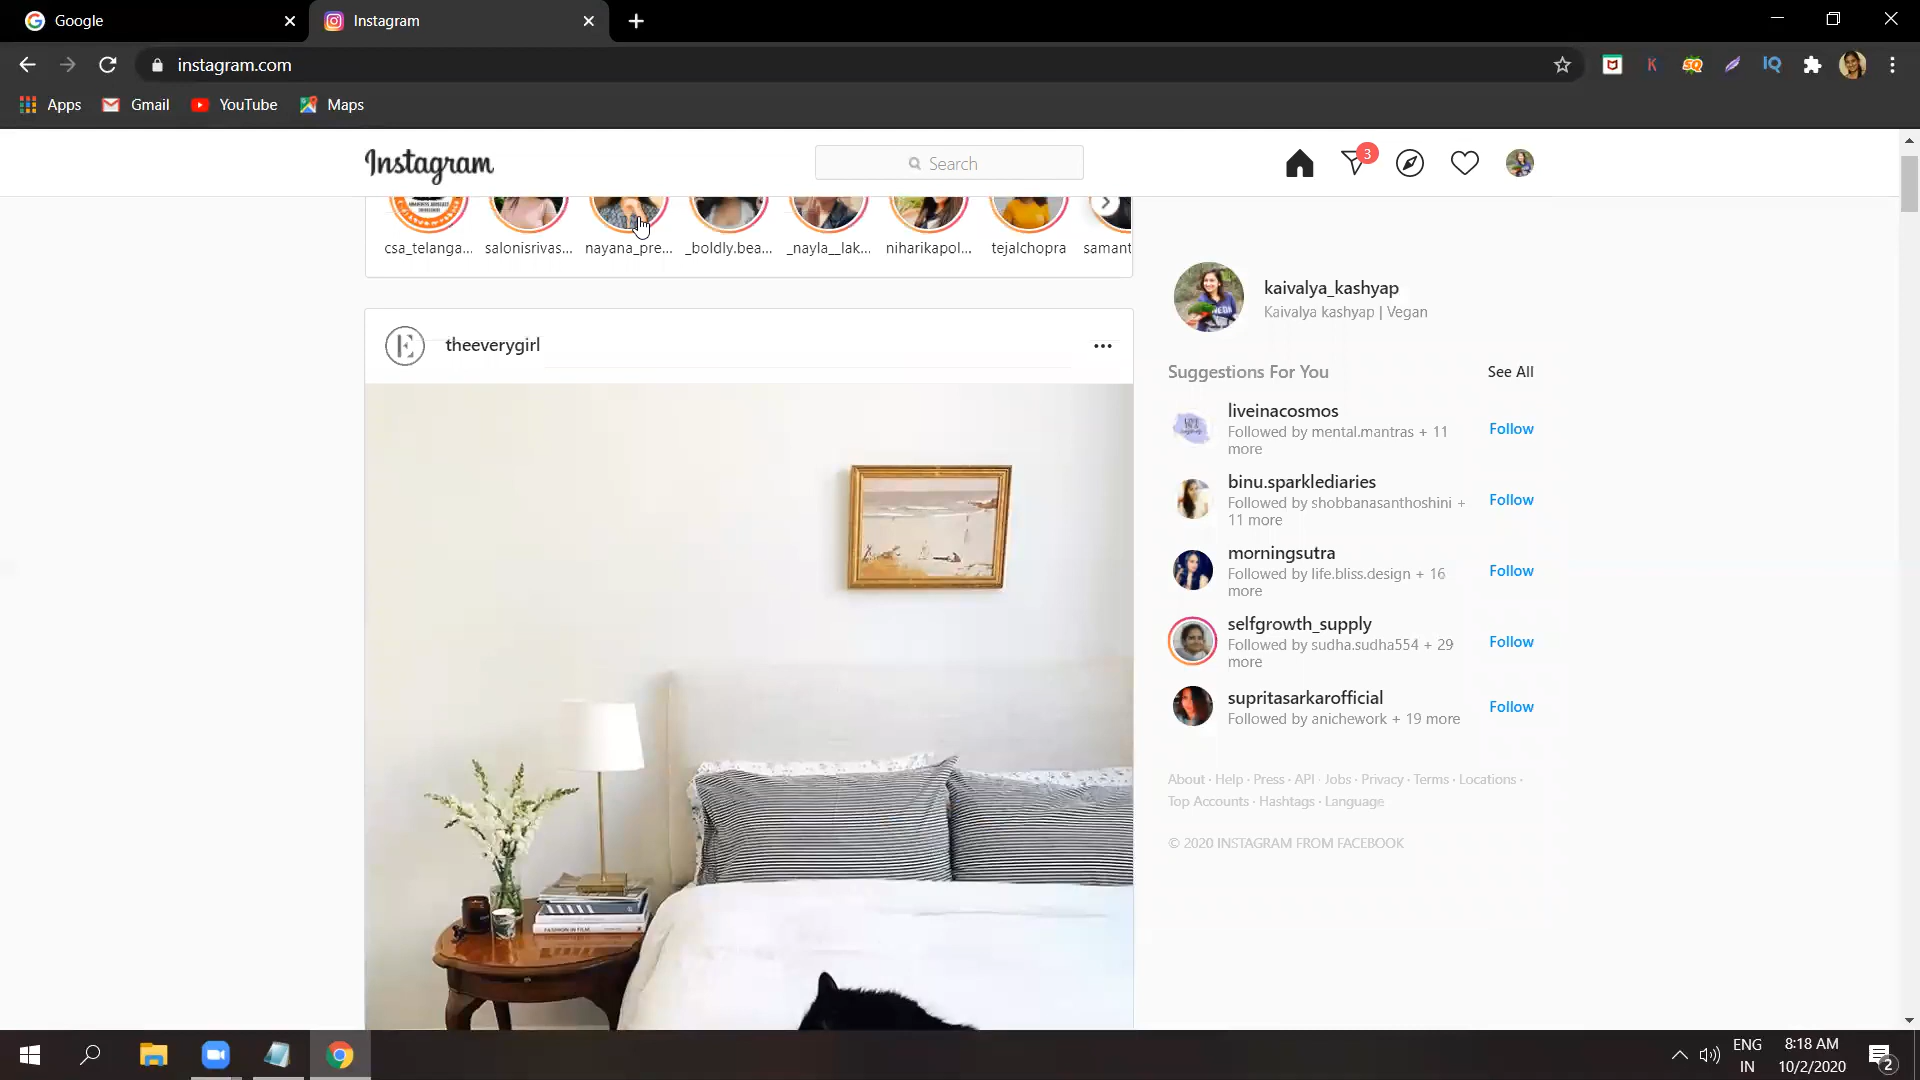 Google
Instagram
instagram.com
Apps
Gmail
YouTube
Maps
Instagram
Search
3
csa_telanga...
salonisrivas...
nayana_pre...
_boldly.bea...
_nayla__lak...
niharikapol...
tejalchopra
samant
theeverygirl
kaivalya_kashyap
Kaivalya kashyap | Vegan
Suggestions For You
See All
liveinacosmos
Followed by mental.mantras + 11
more
Follow
binu.sparklediaries
Followed by shobbanasanthoshini +
11 more
Follow
morningsutra
Followed by life.bliss.design + 16
more
Follow
selfgrowth_supply
Followed by sudha.sudha554 + 29
more
Follow
supritasarkarofficial
Followed by anichework + 19 more
Follow
About · Help · Press · API · Jobs · Privacy · Terms · Locations ·
Top Accounts · Hashtags · Language
© 2020 INSTAGRAM FROM FACEBOOK
FASHION IN FILM
ENG
IN
8:18 AM
10/2/2020
2